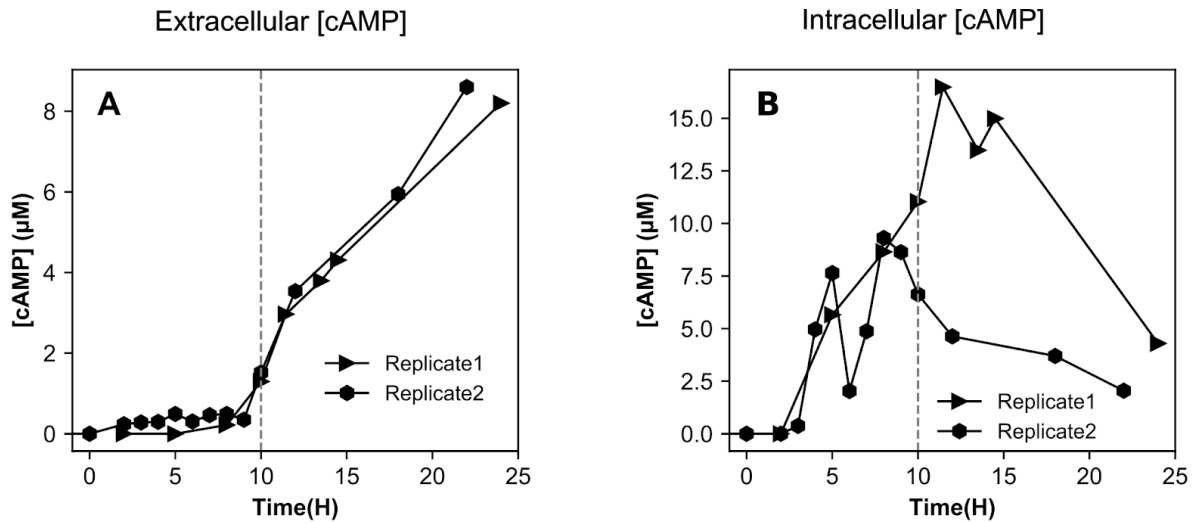 Extracellular [cAMP]
A
8
6
4
2
0
[cAMP] (μM)
Replicate1
Replicate2
0 5 10 15 20 25
Time(H)
Intracellular [cAMP]
B
15.0
12.5
10.0
7.5
5.0
2.5
0.0
[cAMP] (μM)
Replicate1
Replicate2
0 5 10 15 20 25
Time(H)